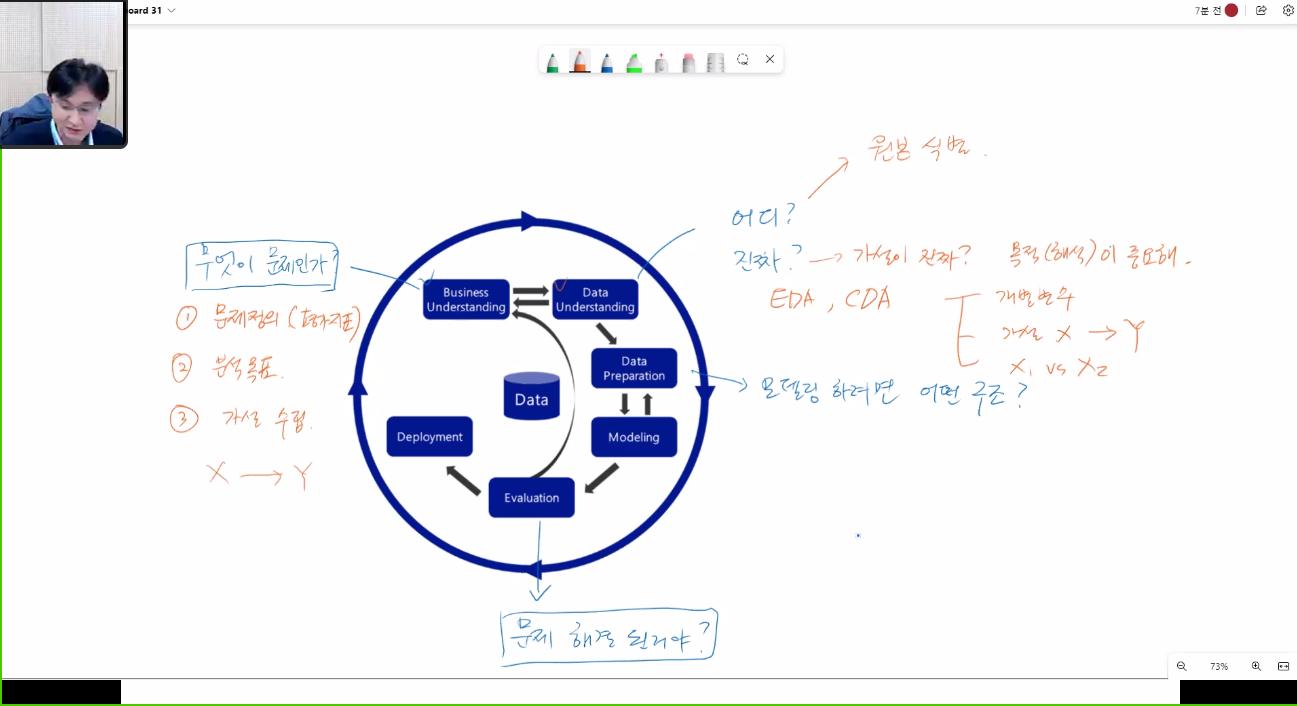 oard 31
7분 전
원본 식별.
어디?
진짜? → 가설이 진짜? 목적(해석)이 중요해.
EDA, CDA
개별변수
가설 X → Y
X₁ vs X₂
무엇이 문제인가?
① 문제정의 (성과지표)
② 분석목표.
③ 가설 수립.
X → Y
Business
Understanding
Data
Understanding
Data
Preparation
모델링 하려면 어떤 구조?
Data
Modeling
Deployment
Evaluation
문제 해결 된거야?
73%